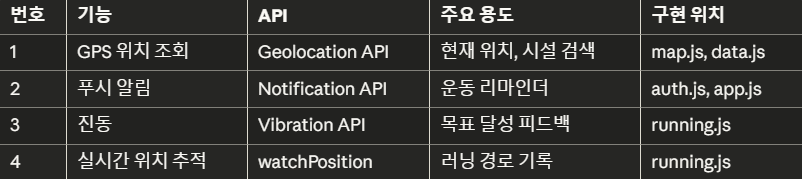 번호 기능 API 주요 용도 구현 위치
1 GPS 위치 조회 Geolocation API 현재 위치, 시설 검색 map.js, data.js
2 푸시 알림 Notification API 운동 리마인더 auth.js, app.js
3 진동 Vibration API 목표 달성 피드백 running.js
4 실시간 위치 추적 watchPosition 러닝 경로 기록 running.js